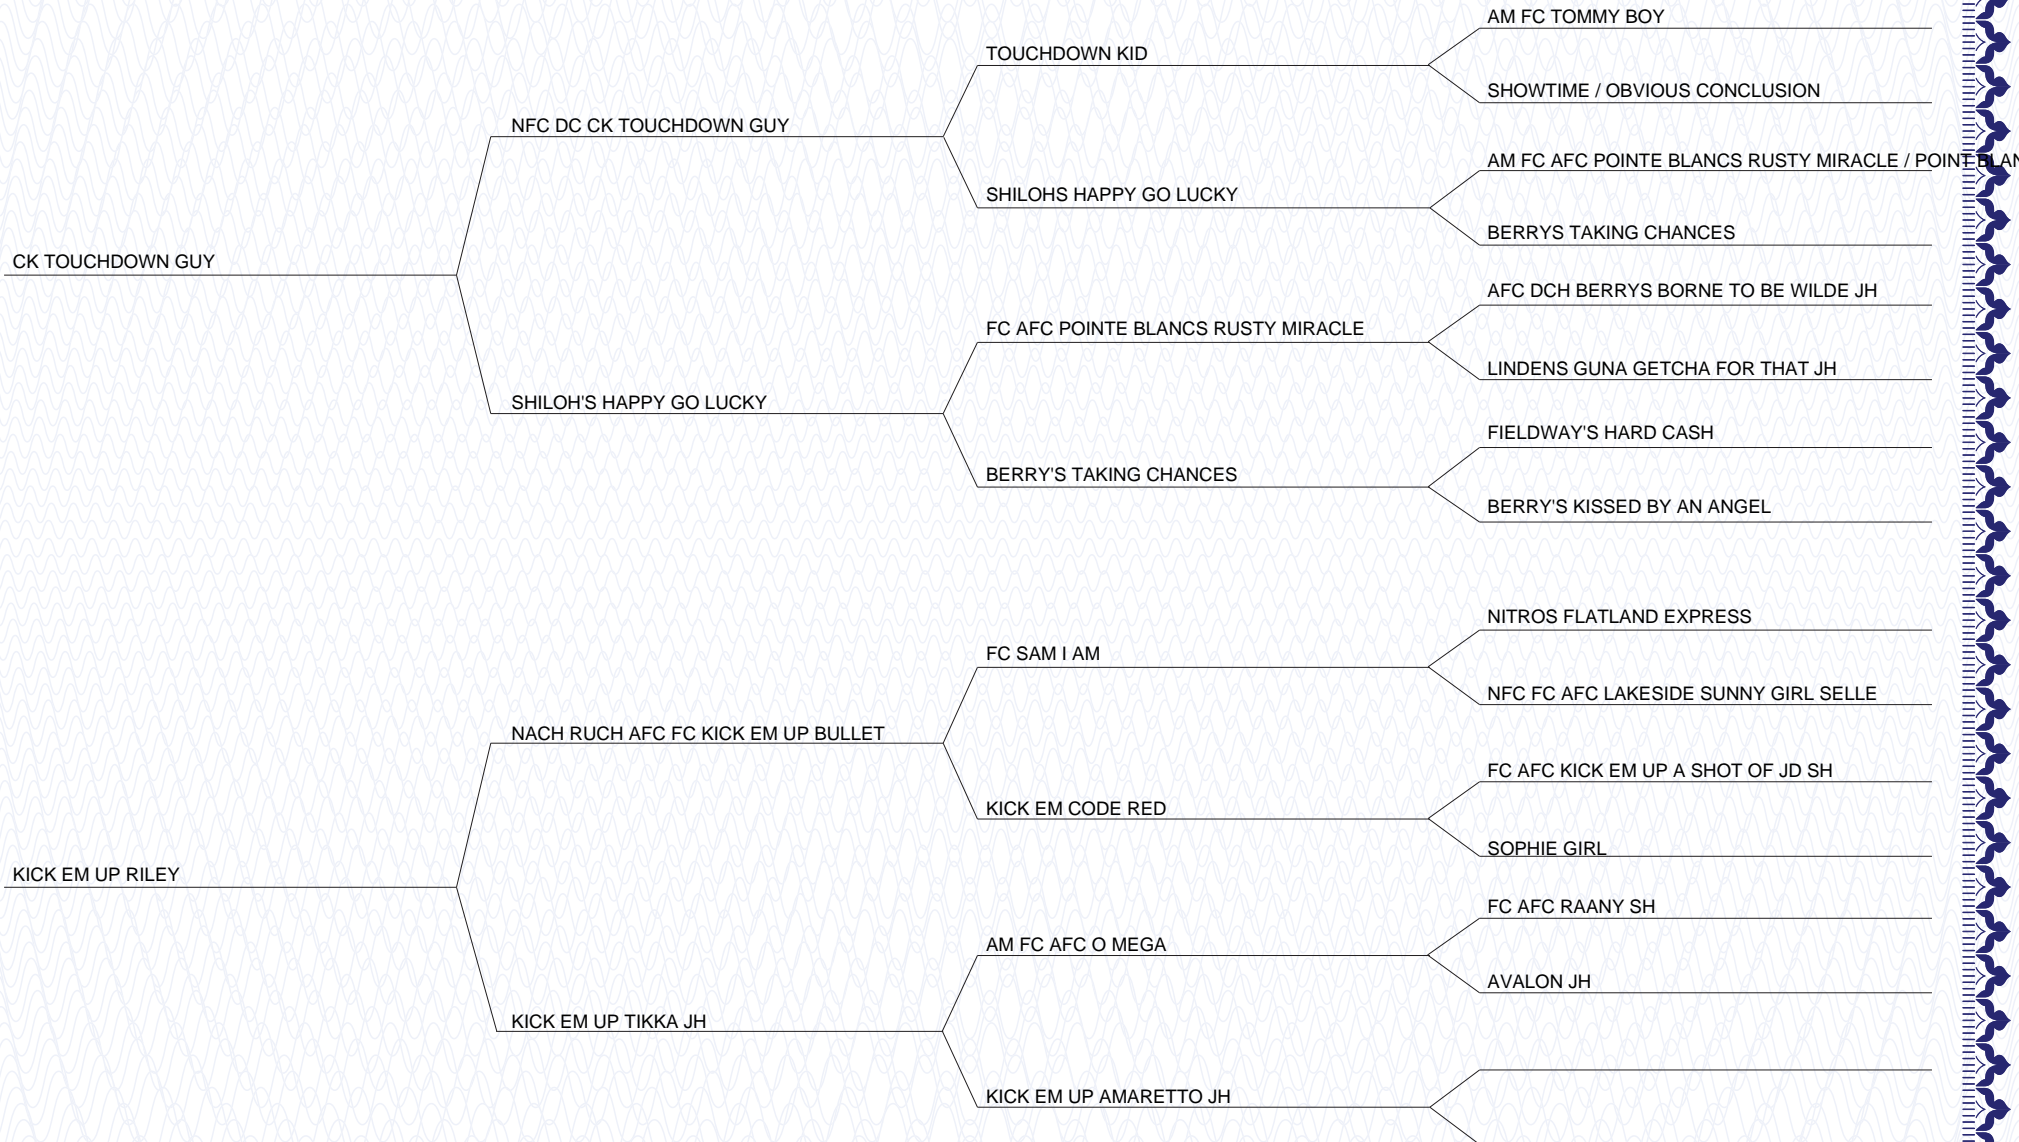 AM FC TOMMY BOY
TOUCHDOWN KID
SHOWTIME / OBVIOUS CONCLUSION
NFC DC CK TOUCHDOWN GUY
AM FC AFC POINTE BLANCS RUSTY MIRACLE / POINT BLAN
SHILOHS HAPPY GO LUCKY
BERRYS TAKING CHANCES
CK TOUCHDOWN GUY
AFC DCH BERRYS BORNE TO BE WILDE JH
FC AFC POINTE BLANCS RUSTY MIRACLE
LINDENS GUNA GETCHA FOR THAT JH
SHILOH'S HAPPY GO LUCKY
FIELDWAY'S HARD CASH
BERRY'S TAKING CHANCES
BERRY'S KISSED BY AN ANGEL
NITROS FLATLAND EXPRESS
FC SAM I AM
NFC FC AFC LAKESIDE SUNNY GIRL SELLE
NACH RUCH AFC FC KICK EM UP BULLET
FC AFC KICK EM UP A SHOT OF JD SH
KICK EM CODE RED
SOPHIE GIRL
KICK EM UP RILEY
FC AFC RAANY SH
AM FC AFC O MEGA
AVALON JH
KICK EM UP TIKKA JH
KICK EM UP AMARETTO JH